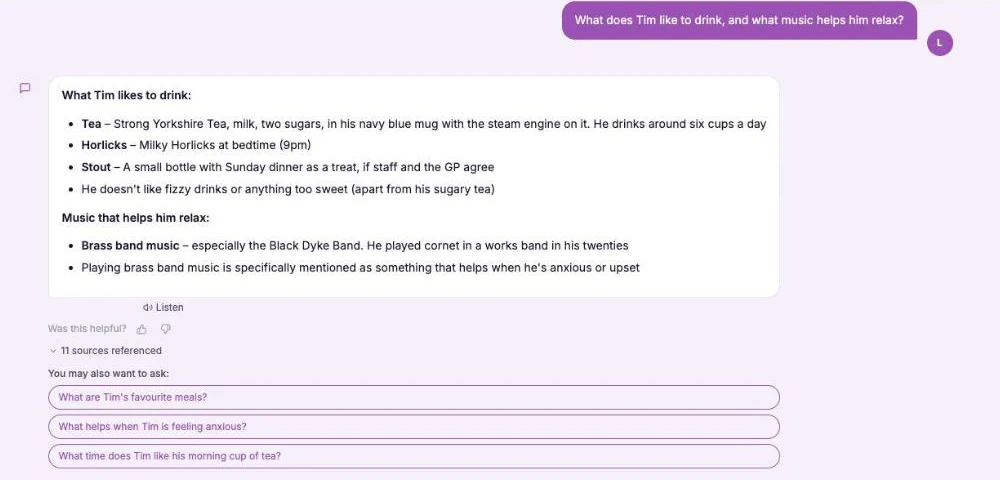 What does Tim like to drink, and what music helps him relax?
L
What Tim likes to drink:
• Tea – Strong Yorkshire Tea, milk, two sugars, in his navy blue mug with the steam engine on it. He drinks around six cups a day
• Horlicks – Milky Horlicks at bedtime (9pm)
• Stout – A small bottle with Sunday dinner as a treat, if staff and the GP agree
• He doesn't like fizzy drinks or anything too sweet (apart from his sugary tea)
Music that helps him relax:
• Brass band music – especially the Black Dyke Band. He played cornet in a works band in his twenties
• Playing brass band music is specifically mentioned as something that helps when he's anxious or upset
Listen
Was this helpful?
11 sources referenced
You may also want to ask:
What are Tim's favourite meals?
What helps when Tim is feeling anxious?
What time does Tim like his morning cup of tea?